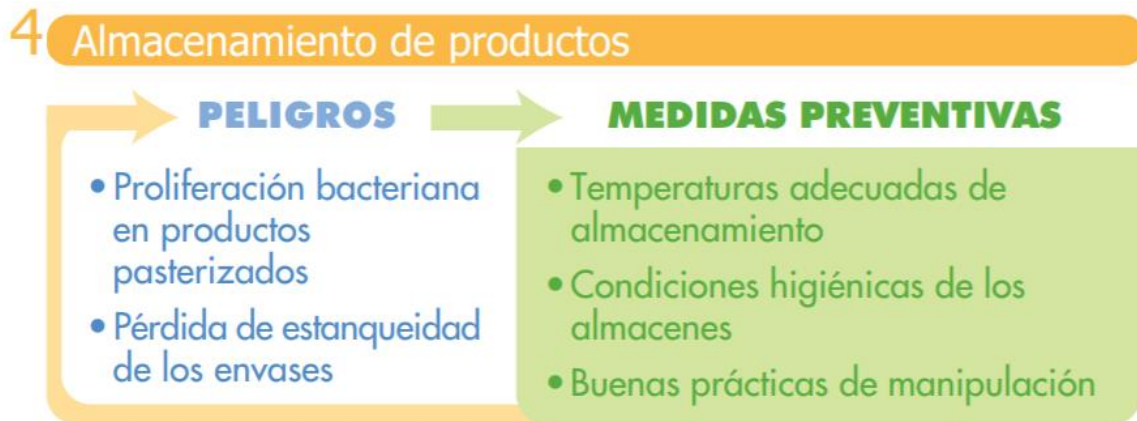 4 Almacenamiento de productos
PELIGROS
• Proliferación bacteriana
en productos
pasterizados
• Pérdida de estanqueidad
de los envases
MEDIDAS PREVENTIVAS
• Temperaturas adecuadas de
almacenamiento
• Condiciones higiénicas de los
almacenes
• Buenas prácticas de manipulación